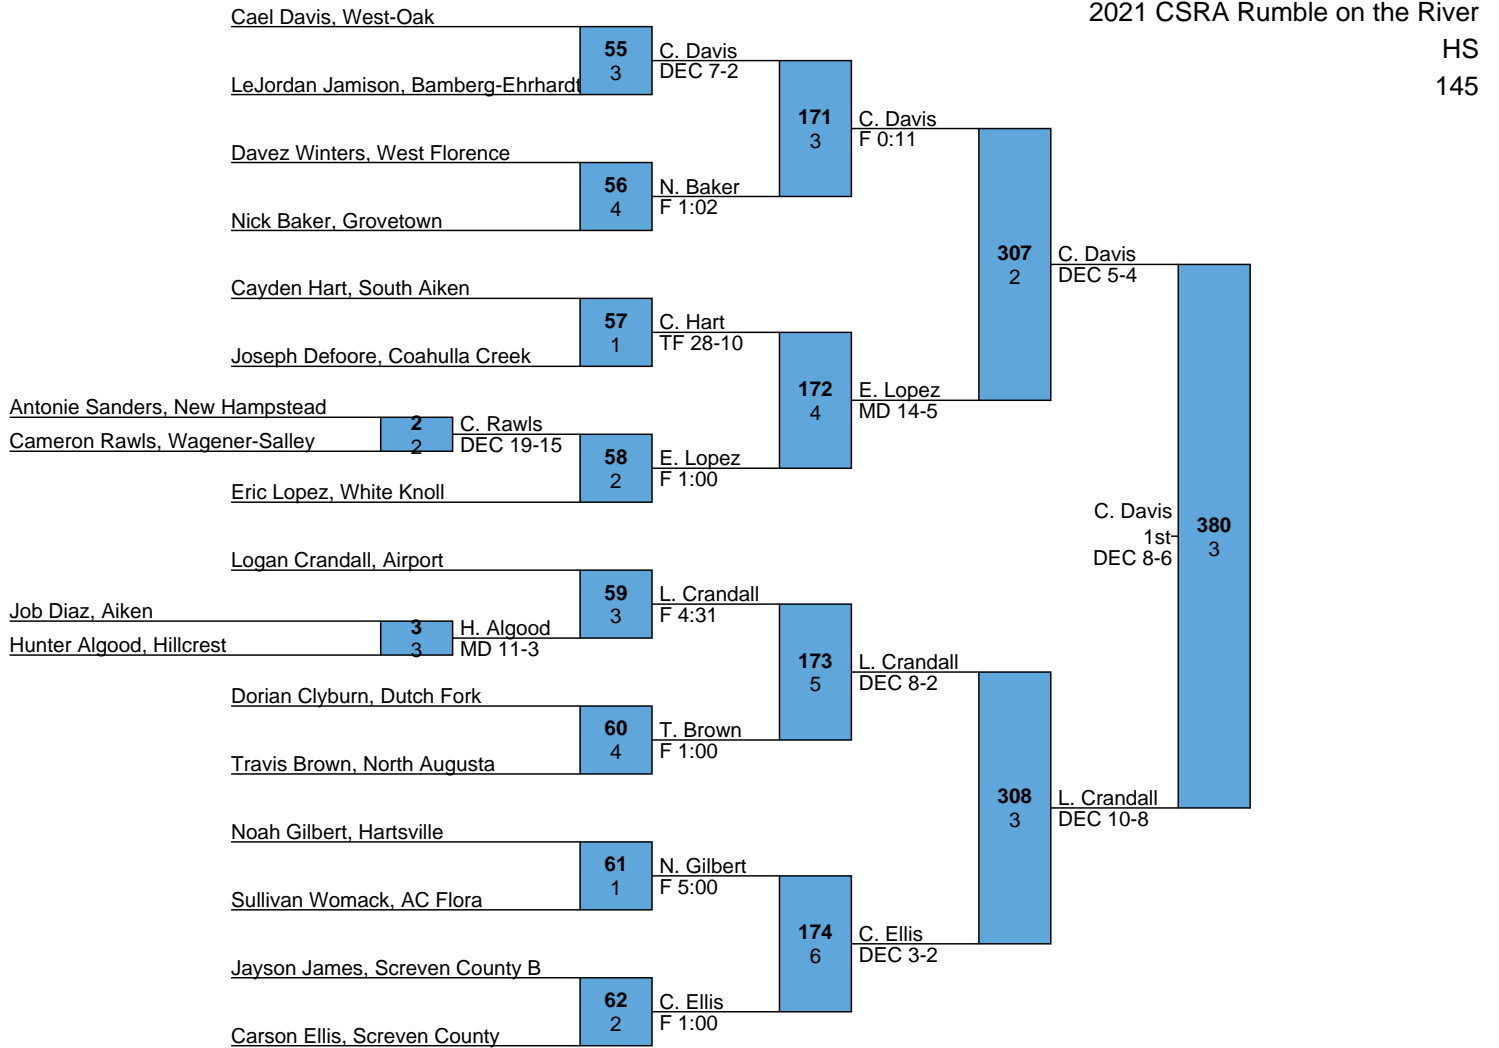 2021 CSRA Rumble on the River
HS
145
Cael Davis, West-Oak
55
3
C. Davis
DEC 7-2
LeJordan Jamison, Bamberg-Ehrhardt
171
3
C. Davis
F 0:11
Davez Winters, West Florence
56
4
N. Baker
F 1:02
Nick Baker, Grovetown
307
2
C. Davis
DEC 5-4
Cayden Hart, South Aiken
57
1
C. Hart
TF 28-10
Joseph Defoore, Coahulla Creek
172
4
E. Lopez
MD 14-5
Antonie Sanders, New Hampstead
2
2
C. Rawls
DEC 19-15
Cameron Rawls, Wagener-Salley
58
2
E. Lopez
F 1:00
Eric Lopez, White Knoll
C. Davis
1st
DEC 8-6
380
3
Logan Crandall, Airport
59
3
L. Crandall
F 4:31
Job Diaz, Aiken
3
3
H. Algood
MD 11-3
Hunter Algood, Hillcrest
173
5
L. Crandall
DEC 8-2
Dorian Clyburn, Dutch Fork
60
4
T. Brown
F 1:00
Travis Brown, North Augusta
308
3
L. Crandall
DEC 10-8
Noah Gilbert, Hartsville
61
1
N. Gilbert
F 5:00
Sullivan Womack, AC Flora
174
6
C. Ellis
DEC 3-2
Jayson James, Screven County B
62
2
C. Ellis
F 1:00
Carson Ellis, Screven County